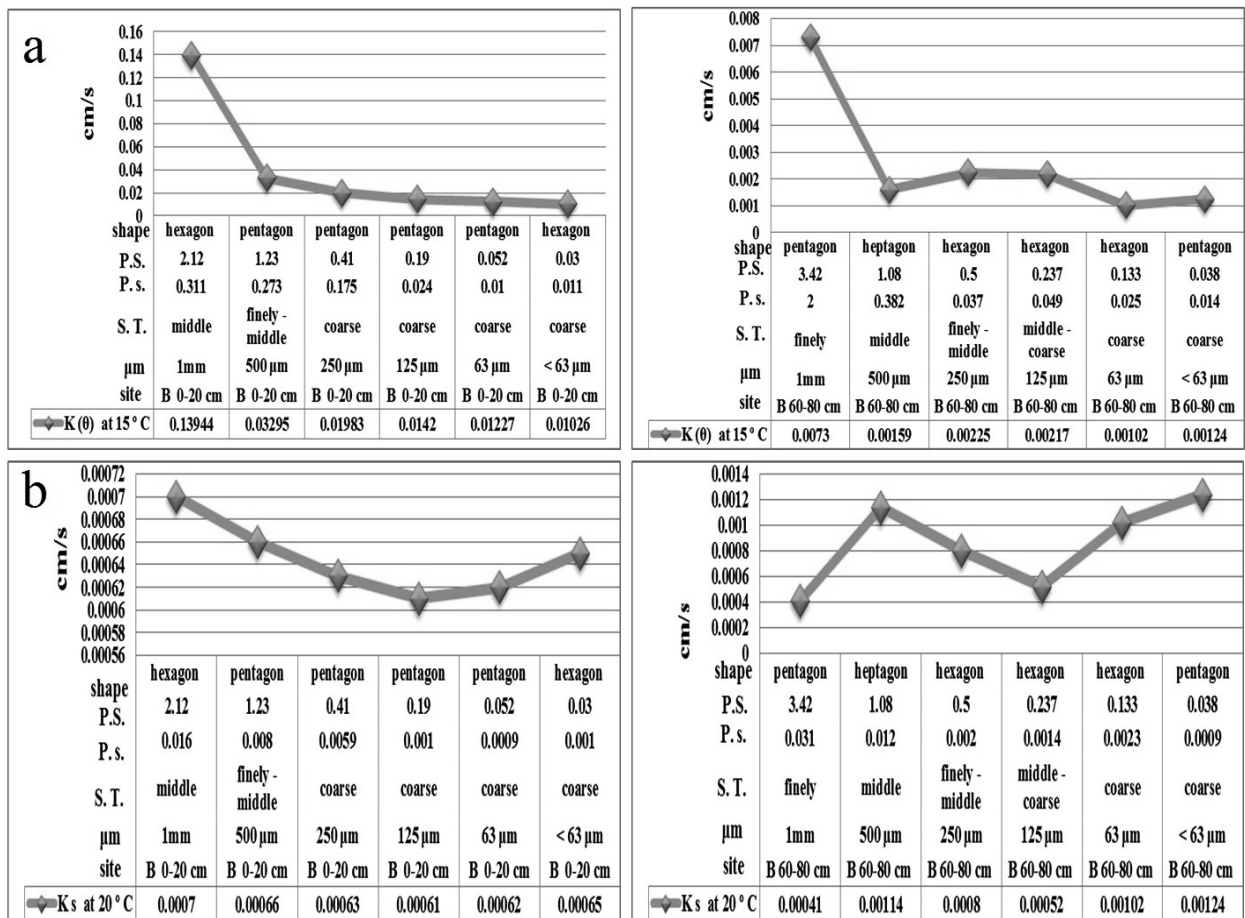 a
0.16
0.14
0.12
0.1
0.08
0.06
0.04
0.02
0
cm/s
shape hexagon pentagon pentagon pentagon pentagon hexagon
P.S. 2.12 1.23 0.41 0.19 0.052 0.03
P. s. 0.311 0.273 0.175 0.024 0.01 0.011
S. T. middle finely - middle coarse coarse coarse coarse
μm 1mm 500 μm 250 μm 125 μm 63 μm < 63 μm
site B 0-20 cm B 0-20 cm B 0-20 cm B 0-20 cm B 0-20 cm B 0-20 cm
K (θ) at 15 º C 0.13944 0.03295 0.01983 0.0142 0.01227 0.01026
0.008
0.007
0.006
0.005
0.004
0.003
0.002
0.001
0
cm/s
shape pentagon heptagon hexagon hexagon hexagon pentagon
P.S. 3.42 1.08 0.5 0.237 0.133 0.038
P. s. 2 0.382 0.037 0.049 0.025 0.014
S. T. finely middle finely - middle middle - coarse coarse coarse
μm 1mm 500 μm 250 μm 125 μm 63 μm < 63 μm
site B 60-80 cm B 60-80 cm B 60-80 cm B 60-80 cm B 60-80 cm B 60-80 cm
K (θ) at 15 º C 0.0073 0.00159 0.00225 0.00217 0.00102 0.00124
b
0.00072
0.0007
0.00068
0.00066
0.00064
0.00062
0.0006
0.00058
0.00056
cm/s
shape hexagon pentagon pentagon pentagon pentagon hexagon
P.S. 2.12 1.23 0.41 0.19 0.052 0.03
P. s. 0.016 0.008 0.0059 0.001 0.0009 0.001
S. T. middle finely - middle coarse coarse coarse coarse
μm 1mm 500 μm 250 μm 125 μm 63 μm < 63 μm
site B 0-20 cm B 0-20 cm B 0-20 cm B 0-20 cm B 0-20 cm B 0-20 cm
K s at 20 º C 0.0007 0.00066 0.00063 0.00061 0.00062 0.00065
0.0014
0.0012
0.001
0.0008
0.0006
0.0004
0.0002
0
cm/s
shape pentagon heptagon hexagon hexagon hexagon pentagon
P.S. 3.42 1.08 0.5 0.237 0.133 0.038
P. s. 0.031 0.012 0.002 0.0014 0.0023 0.0009
S. T. finely middle finely - middle middle - coarse coarse coarse
μm 1mm 500 μm 250 μm 125 μm 63 μm < 63 μm
site B 60-80 cm B 60-80 cm B 60-80 cm B 60-80 cm B 60-80 cm B 60-80 cm
K s at 20 º C 0.00041 0.00114 0.0008 0.00052 0.00102 0.00124